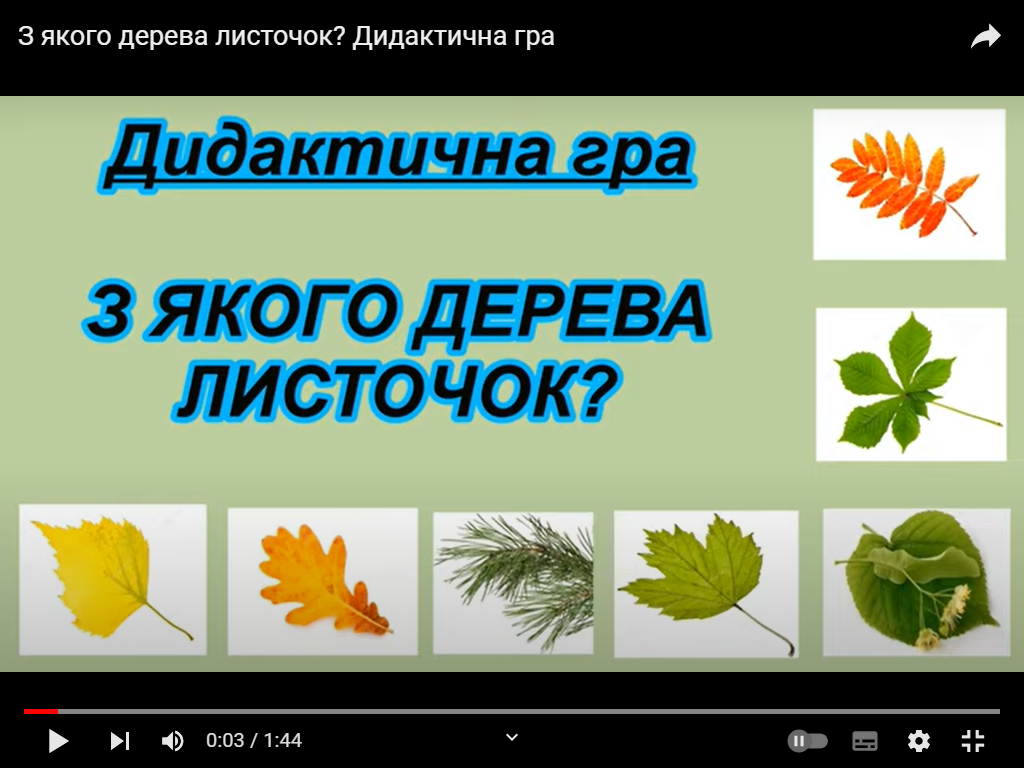 З якого дерева листочок? Дидактична гра
Дидактична гра
З ЯКОГО ДЕРЕВА
ЛИСТОЧОК?
0:03 / 1:44